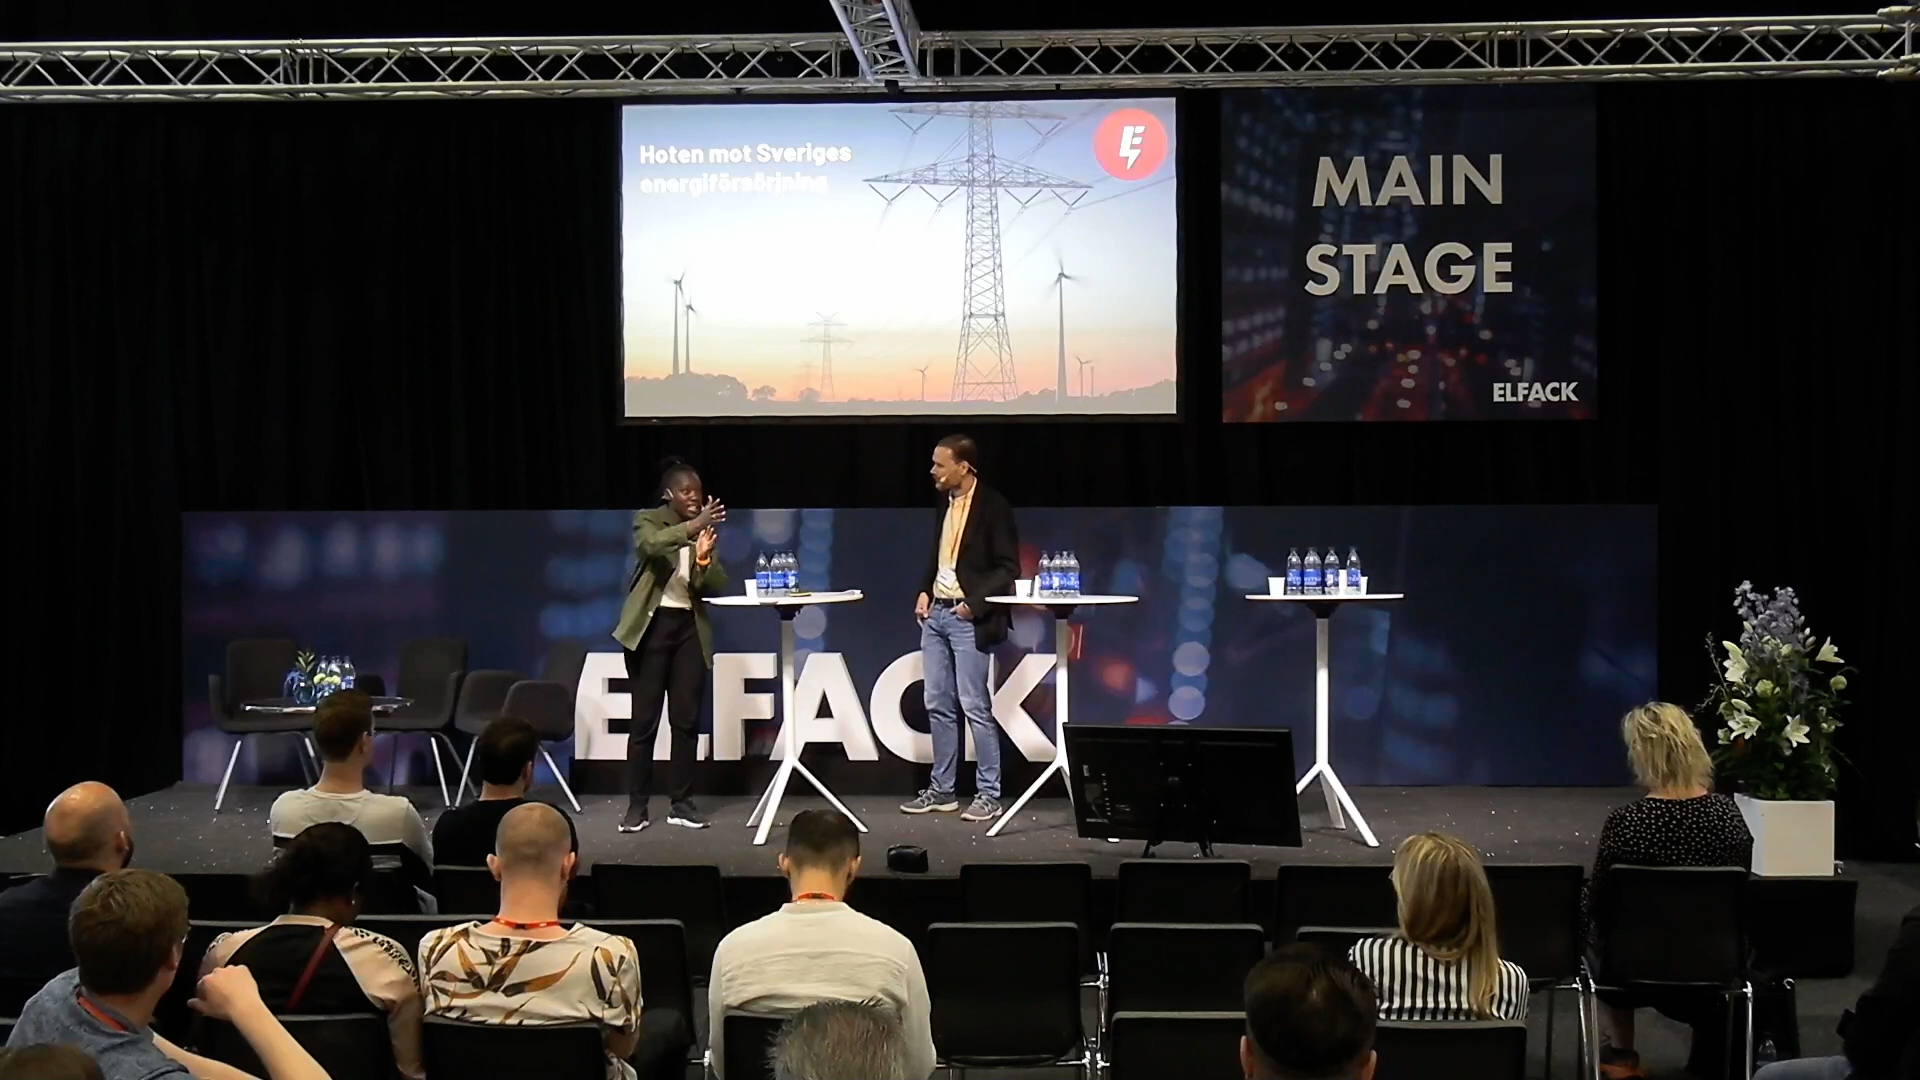 Hoten mot Sveriges
energiförsörjning
MAIN
STAGE
ELFACK
ELFACK